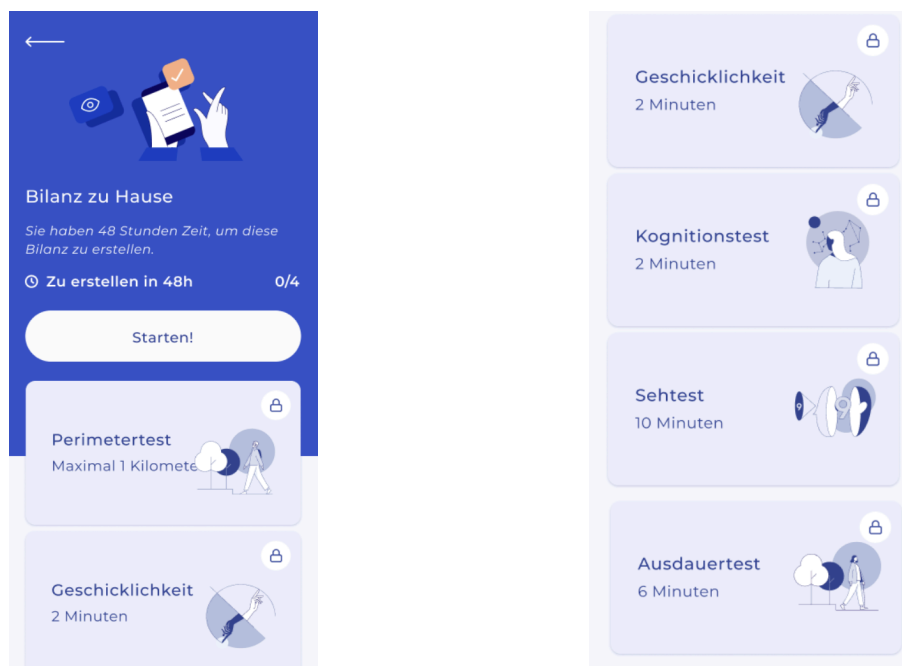 Bilanz zu Hause
Sie haben 48 Stunden Zeit, um diese
Bilanz zu erstellen.
Zu erstellen in 48h 0/4
Starten!
Perimetertest
Maximal 1 Kilomete
Geschicklichkeit
2 Minuten
Geschicklichkeit
2 Minuten
Kognitionstest
2 Minuten
Sehtest
10 Minuten
9 9
Ausdauertest
6 Minuten